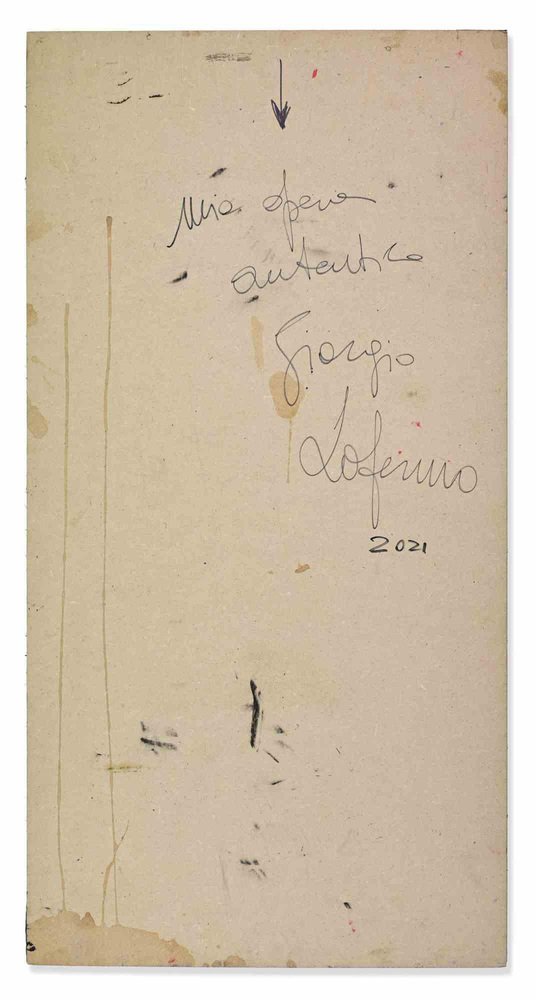 Mia opera
autentica
Giorgio
Lofermo
2021